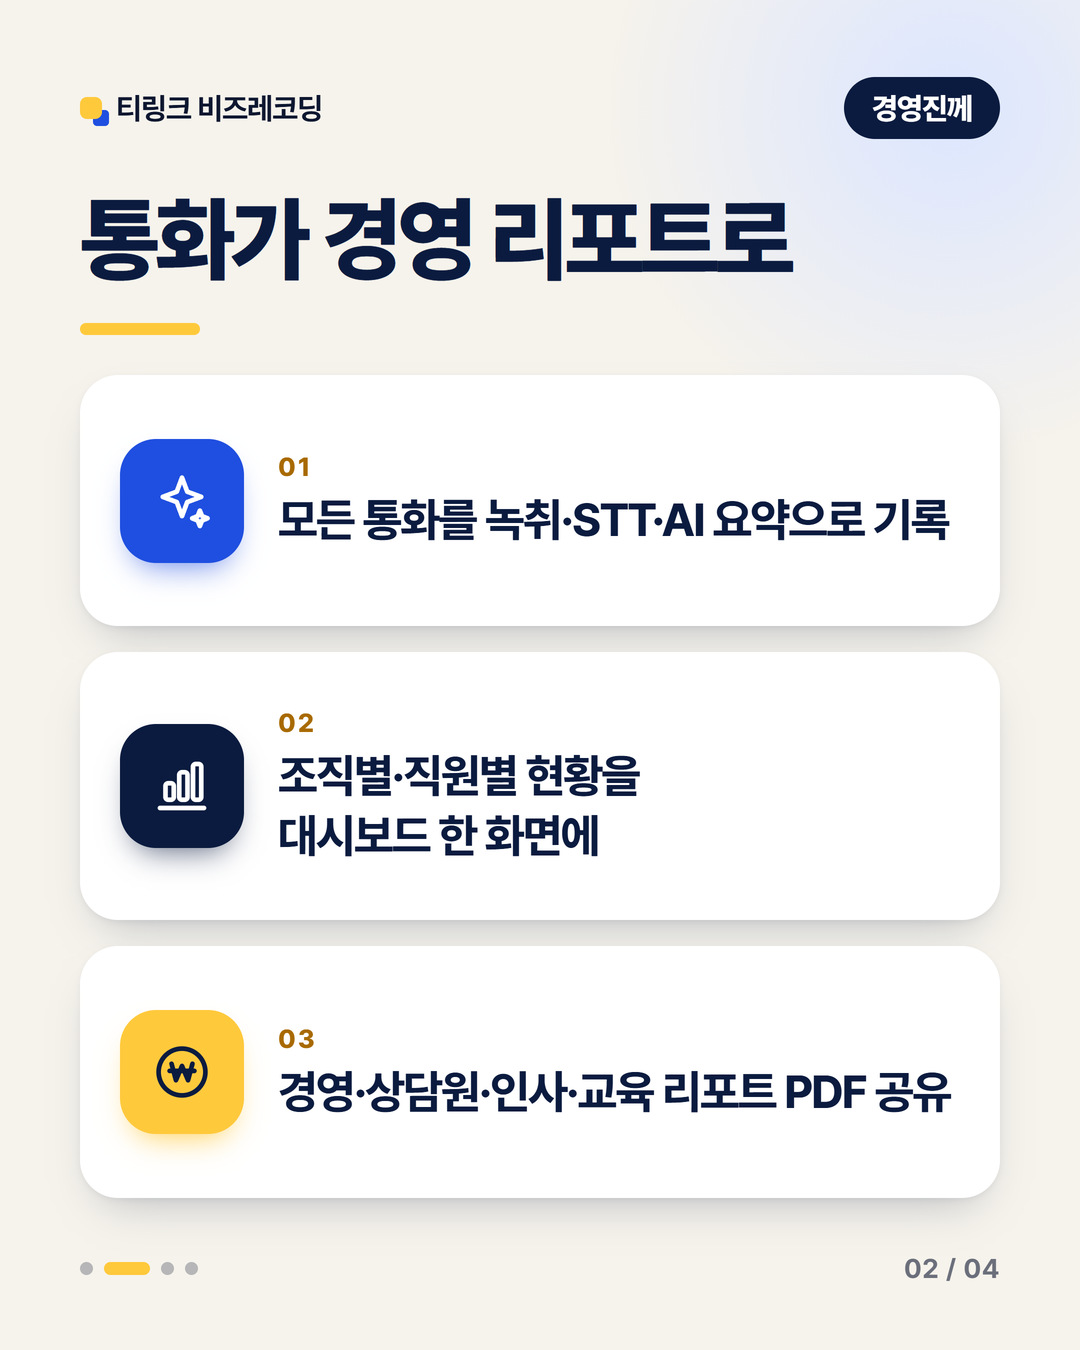 티링크 비즈레코딩
경영진께
통화가 경영 리포트로
01
모든 통화를 녹취·STT·AI 요약으로 기록
02
조직별·직원별 현황을
대시보드 한 화면에
03
경영·상담원·인사·교육 리포트 PDF 공유
02 / 04